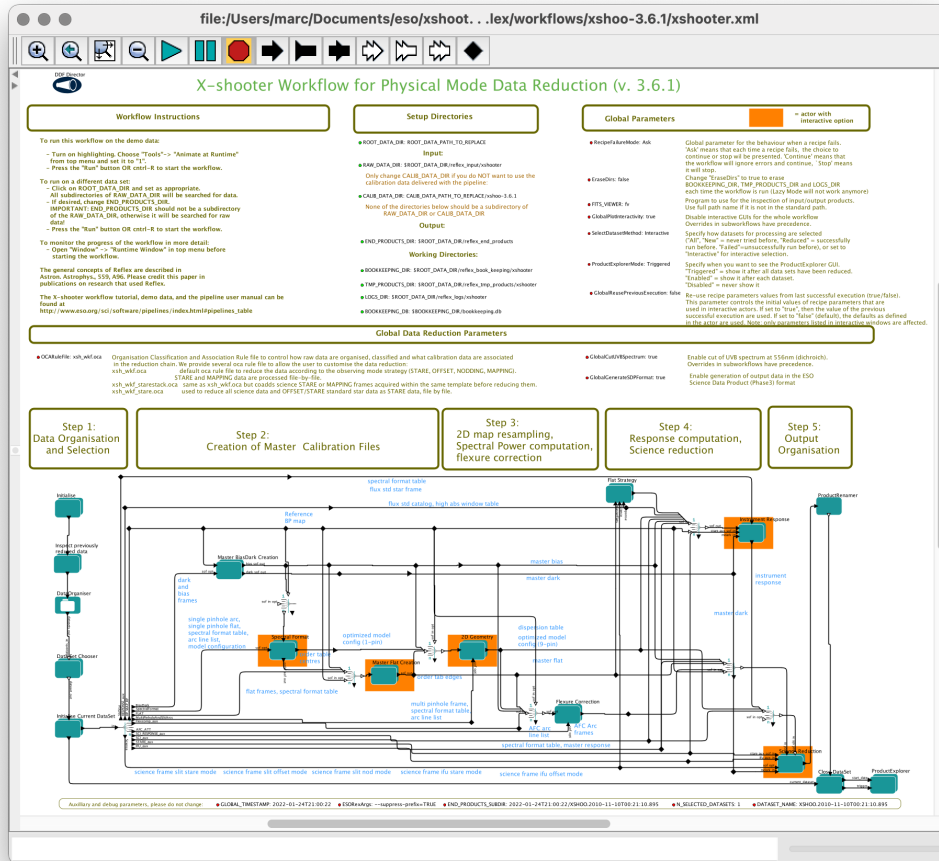 file:/Users/marc/Documents/eso/xshoot. . .lex/workflows/xshoo-3.6.1/xshooter.xml
DDF Director
X-shooter Workflow for Physical Mode Data Reduction (v. 3.6.1)
Workflow Instructions
To run this workflow on the demo data:
- Turn on highlighting. Choose "Tools"-> "Animate at Runtime"
from top menu and set it to "1".
- Press the "Run" button OR cntrl-R to start the workflow.
To run on a different data set:
- Click on ROOT_DATA_DIR and set as appropriate.
All subdirectories of RAW_DATA_DIR will be searched for data.
- If desired, change END_PRODUCTS_DIR.
IMPORTANT: END_PRODUCTS_DIR should not be a subdirectory
of the RAW_DATA_DIR, otherwise it will be searched for raw
data!
- Press the "Run" button OR cntrl-R to start the workflow.
To monitor the progress of the workflow in more detail:
- Open "Window" -> "Runtime Window" in top menu before
starting the workflow.
The general concepts of Reflex are described in
Astron. Astrophys., 559, A96. Please credit this paper in
publications on research that used Reflex.
The X-shooter workflow tutorial, demo data, and the pipeline user manual can be
found at
http://www.eso.org/sci/software/pipelines/index.html#pipelines_table
Setup Directories
ROOT_DATA_DIR: ROOT_DATA_PATH_TO_REPLACE
Input:
RAW_DATA_DIR: $ROOT_DATA_DIR/reflex_input/xshooter
Only change CALIB_DATA_DIR if you do NOT want to use the
calibration data delivered with the pipeline:
CALIB_DATA_DIR: CALIB_DATA_PATH_TO_REPLACE/xshoo-3.6.1
None of the directories below should be a subdirectory of
RAW_DATA_DIR or CALIB_DATA_DIR
Output:
END_PRODUCTS_DIR: $ROOT_DATA_DIR/reflex_end_products
Working Directories:
BOOKKEEPING_DIR: $ROOT_DATA_DIR/reflex_book_keeping/xshooter
TMP_PRODUCTS_DIR: $ROOT_DATA_DIR/reflex_tmp_products/xshooter
LOGS_DIR: $ROOT_DATA_DIR/reflex_logs/xshooter
BOOKKEEPING_DB: $BOOKKEEPING_DIR/bookkeeping.db
Global Parameters
= actor with
interactive option
RecipeFailureMode: Ask
Global parameter for the behaviour when a recipe fails.
'Ask' means that each time a recipe fails, the choice to
continue or stop wil be presented. 'Continue' means that
the workflow will ignore errors and continue, 'Stop' means
it will stop.
EraseDirs: false
Change "EraseDirs" to true to erase
BOOKKEEPING_DIR, TMP_PRODUCTS_DIR and LOGS_DIR
each time the workflow is run (Lazy Mode will not work anymore)
FITS_VIEWER: fv
Program to use for the inspection of input/output products.
Use full path name if it is not in the standard path.
GlobalPlotInteractivity: true
Disable interactive GUIs for the whole workflow
Overrides in subworkflows have precedence.
SelectDatasetMethod: Interactive
Specify how datasets for processing are selected
("All", "New" = never tried before, "Reduced" = successfully
run before. "Failed"=unsuccessfully run before), or set to
"Interactive" for interactive selection.
ProductExplorerMode: Triggered
Specify when you want to see the ProductExplorer GUI.
"Triggered" = show it after all data sets have been reduced.
"Enabled" = show it after each dataset.
"Disabled" = never show it
GlobalReusePreviousExecution: false
Re-use recipe parameters values from last successful execution (true/false).
This parameter controls the initial values of recipe parameters that are
used in interactive actors. If set to "true", then the value of the previous
successful execution are used. If set to "false" (default), the defaults as defined
in the actor are used. Note: only parameters listed in interactive windows are affected.
Global Data Reduction Parameters
OCARuleFile: xsh_wkf.oca
Organisation Classification and Association Rule file to control how raw data are organised, classified and what calibration data are associated
in the reduction chain. We provide several oca rule file to allow the user to customise the data reduction:
xsh_wkf.oca default oca rule file to reduce the data according to the observing mode strategy (STARE, OFFSET, NODDING, MAPPING).
STARE and MAPPING data are processed file-by-file.
xsh_wkf_starestack.oca same as xsh_wkf.oca but coadds science STARE or MAPPING frames acquired within the same template before reducing them.
xsh_wkf_stare.oca used to reduce all science data and OFFSET/STARE standard star data as STARE data, file by file.
GlobalCutUVBSpectrum: true
Enable cut of UVB spectrum at 556nm (dichroich).
Overrides in subworkflows have precedence.
GlobalGenerateSDPFormat: true
Enable generation of output data in the ESO
Science Data Product (Phase3) format
Step 1:
Data Organisation
and Selection
Step 2:
Creation of Master Calibration Files
Step 3:
2D map resampling,
Spectral Power computation,
flexure correction
Step 4:
Response computation,
Science reduction
Step 5:
Output
Organisation
spectral format table
flux std star frame
flux std catalog, high abs window table
Reference
BP map
Flat Strategy
ProductRenamer
Initialise
Instrument Response
Inspect previously
reduced data
Master BiasDark Creation
master bias
master dark
instrument
response
dark
and
bias
frames
Data Organiser
single pinhole arc,
single pinhole flat,
spectral format table,
arc line list,
model configuration
master dark
dispersion table
optimized model
config (1-pin)
optimized model
config (9-pin)
Spectral Format
2D Geometry
order table
centres
master flat
DataSet Chooser
Master Flat Creation
order tab edges
flat frames, spectral format table
multi pinhole frame,
spectral format table,
arc line list
Flexure Correction
Initialise Current DataSet
AFC arc
line list
AFC Arc
frames
spectral format table, master response
Science Reduction
science frame slit stare mode
science frame slit offset mode
science frame slit nod mode
science frame ifu stare mode
science frame ifu offset mode
Close DataSet
ProductExplorer
Auxiliary and debug parameters, please do not change:
GLOBAL_TIMESTAMP: 2022-01-24T21:00:22
ESORexArgs: --suppress-prefix=TRUE
END_PRODUCTS_SUBDIR: 2022-01-24T21:00:22/XSHOO.2010-11-10T00:21:10.895
N_SELECTED_DATASETS: 1
DATASET_NAME: XSHOO.2010-11-10T00:21:10.895